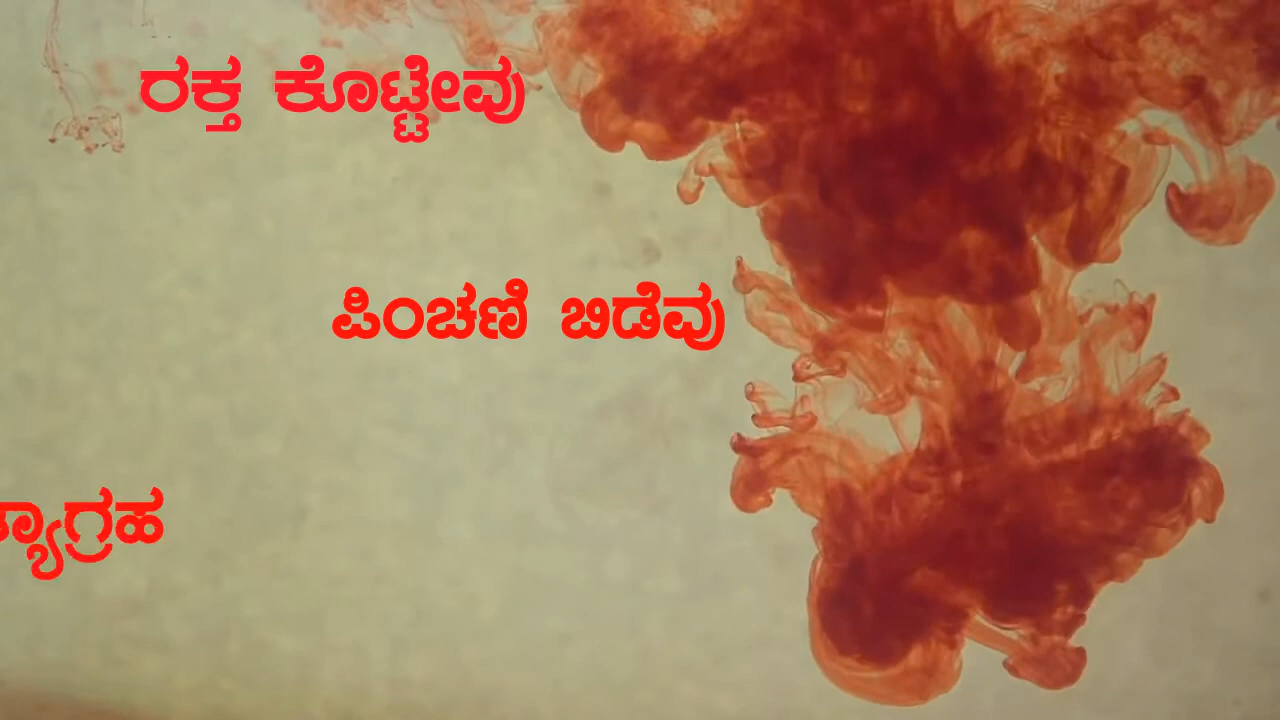 ರಕ್ತ ಕೊಟ್ಟೇವು
ಪಿಂಚಣಿ ಬಿಡೆವು